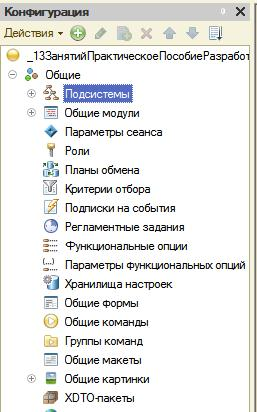 Конфигурация
Действия
_133анятийПрактическоеПособиеРазработ
Общие
Подсистемы
Общие модули
Параметры сеанса
Роли
Планы обмена
Критерии отбора
Подписки на события
Регламентные задания
Функциональные опции
Параметры функциональных опций
Хранилища настроек
Общие формы
Общие команды
Группы команд
Общие макеты
Общие картинки
XDTO-пакеты